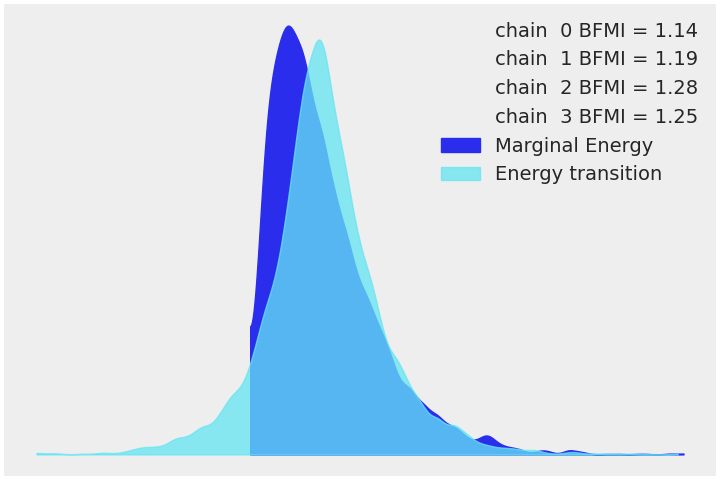 chain  0 BFMI = 1.14
chain  1 BFMI = 1.19
chain  2 BFMI = 1.28
chain  3 BFMI = 1.25
Marginal Energy
Energy transition